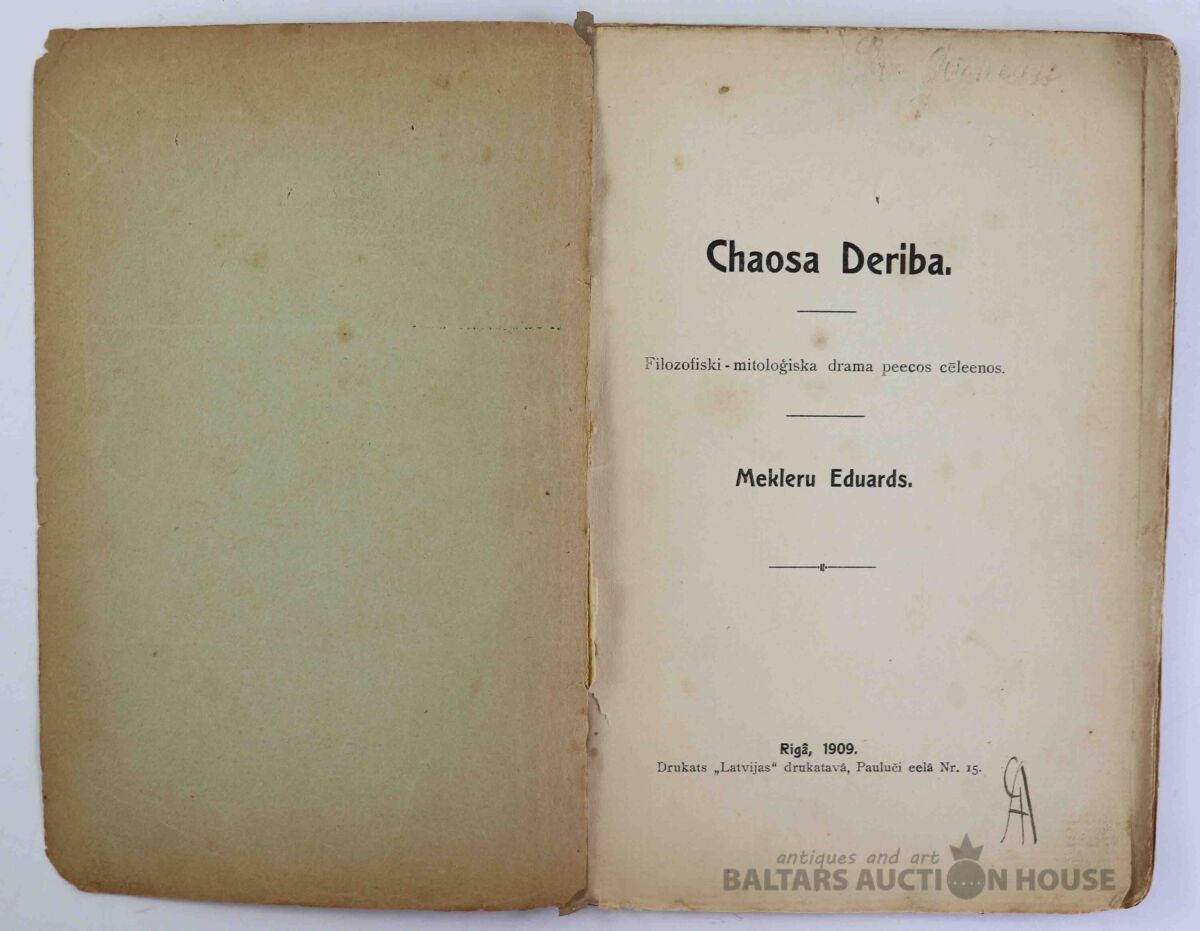 Chaosa Deriba.
Filozofiski - mitoloģiska drama peecos cēleenos.
Mekleru Eduards.
Rigâ, 1909.
Drukats „Latvijas“ drukatavâ, Pauluči eelâ Nr. 15.
antiques and art
BALTARS AUCTION HOUSE